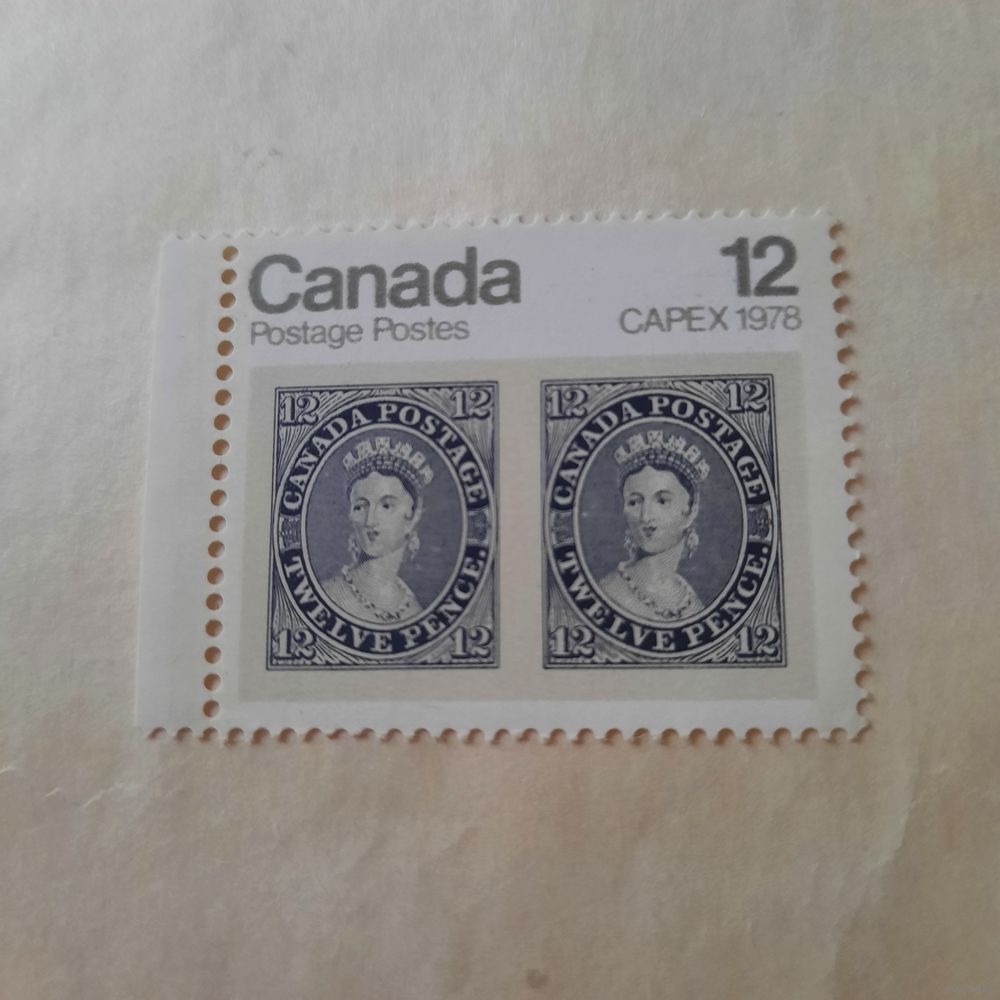 Canada 12
Postage Postes CAPEX 1978
12 12
CANADA POSTAGE
TWELVE PENCE.
12 12
12 12
CANADA POSTAGE
TWELVE PENCE.
12 12